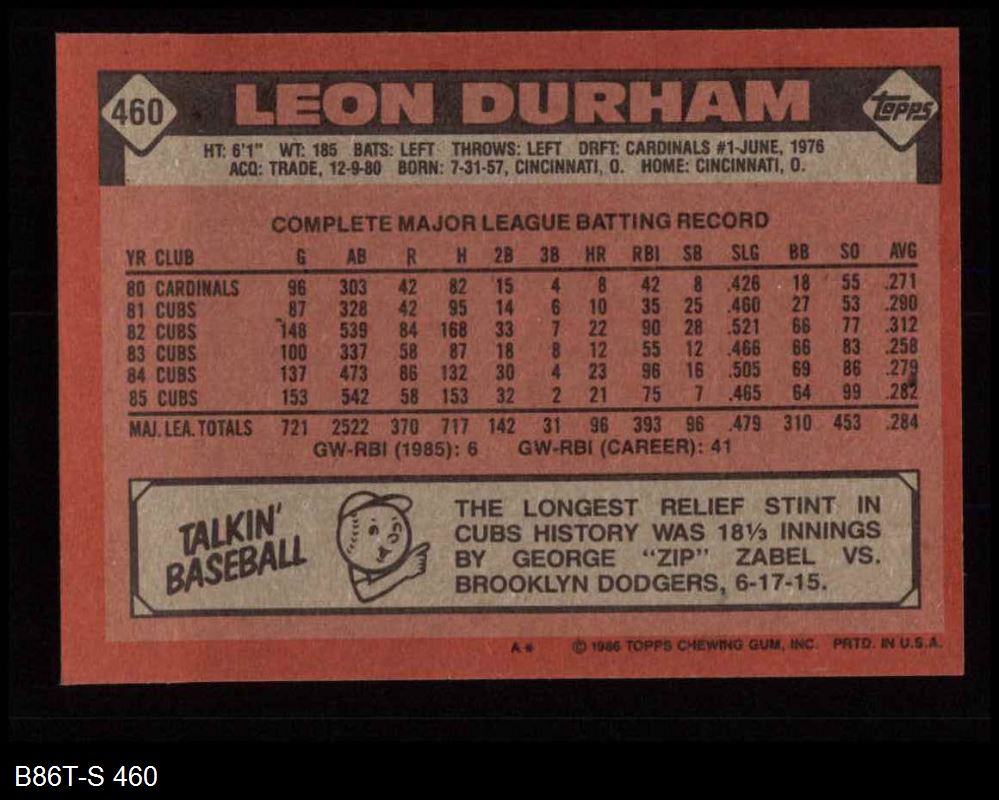 460 LEON DURHAM Topps
HT: 6'1" WT: 185 BATS: LEFT THROWS: LEFT DRFT: CARDINALS #1-JUNE, 1976
ACQ: TRADE, 12-9-80 BORN: 7-31-57, CINCINNATI, O. HOME: CINCINNATI, O.
COMPLETE MAJOR LEAGUE BATTING RECORD
YR CLUB G AB R H 2B 3B HR RBI SB SLG BB SO AVG
80 CARDINALS 96 303 42 82 15 4 8 42 8 .426 18 55 .271
81 CUBS 87 328 42 95 14 6 10 35 25 .460 27 53 .290
82 CUBS 148 539 84 168 33 7 22 90 28 .521 66 77 .312
83 CUBS 100 337 58 87 18 8 12 55 12 .466 66 83 .258
84 CUBS 137 473 86 132 30 4 23 96 16 .505 69 86 .279
85 CUBS 153 542 58 153 32 2 21 75 7 .465 64 99 .282
MAJ. LEA. TOTALS 721 2522 370 717 142 31 96 393 96 .479 310 453 .284
GW-RBI (1985): 6 GW-RBI (CAREER): 41
TALKIN'
BASEBALL
THE LONGEST RELIEF STINT IN
CUBS HISTORY WAS 18⅓ INNINGS
BY GEORGE "ZIP" ZABEL VS.
BROOKLYN DODGERS, 6-17-15.
A* © 1986 TOPPS CHEWING GUM, INC. PRTD. IN U.S.A.
B86T-S 460